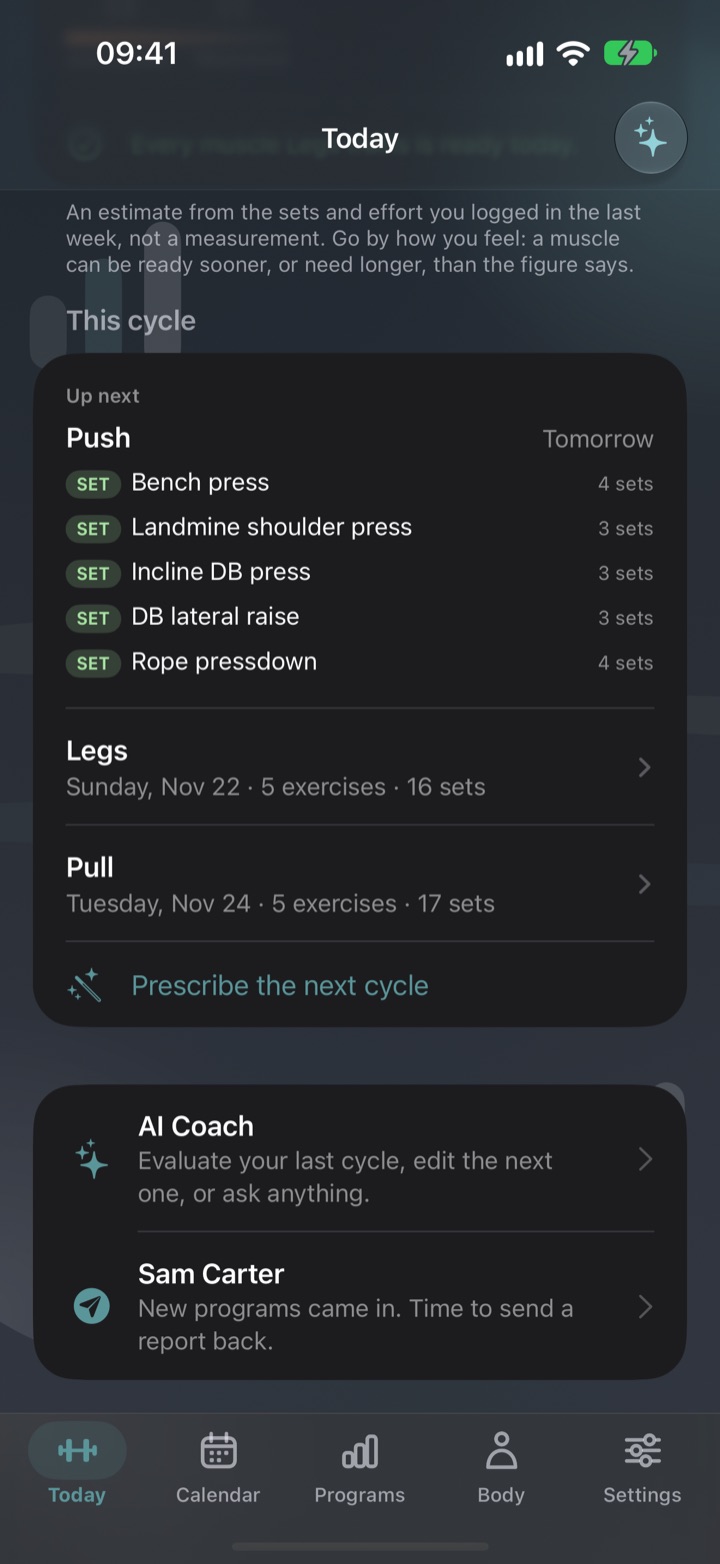 09:41
Today
An estimate from the sets and effort you logged in the last
week, not a measurement. Go by how you feel: a muscle
can be ready sooner, or need longer, than the figure says.
This cycle
Up next
Push Tomorrow
SET Bench press 4 sets
SET Landmine shoulder press 3 sets
SET Incline DB press 3 sets
SET DB lateral raise 3 sets
SET Rope pressdown 4 sets
Legs
Sunday, Nov 22 · 5 exercises · 16 sets
Pull
Tuesday, Nov 24 · 5 exercises · 17 sets
Prescribe the next cycle
AI Coach
Evaluate your last cycle, edit the next
one, or ask anything.
Sam Carter
New programs came in. Time to send a
report back.
Today Calendar Programs Body Settings